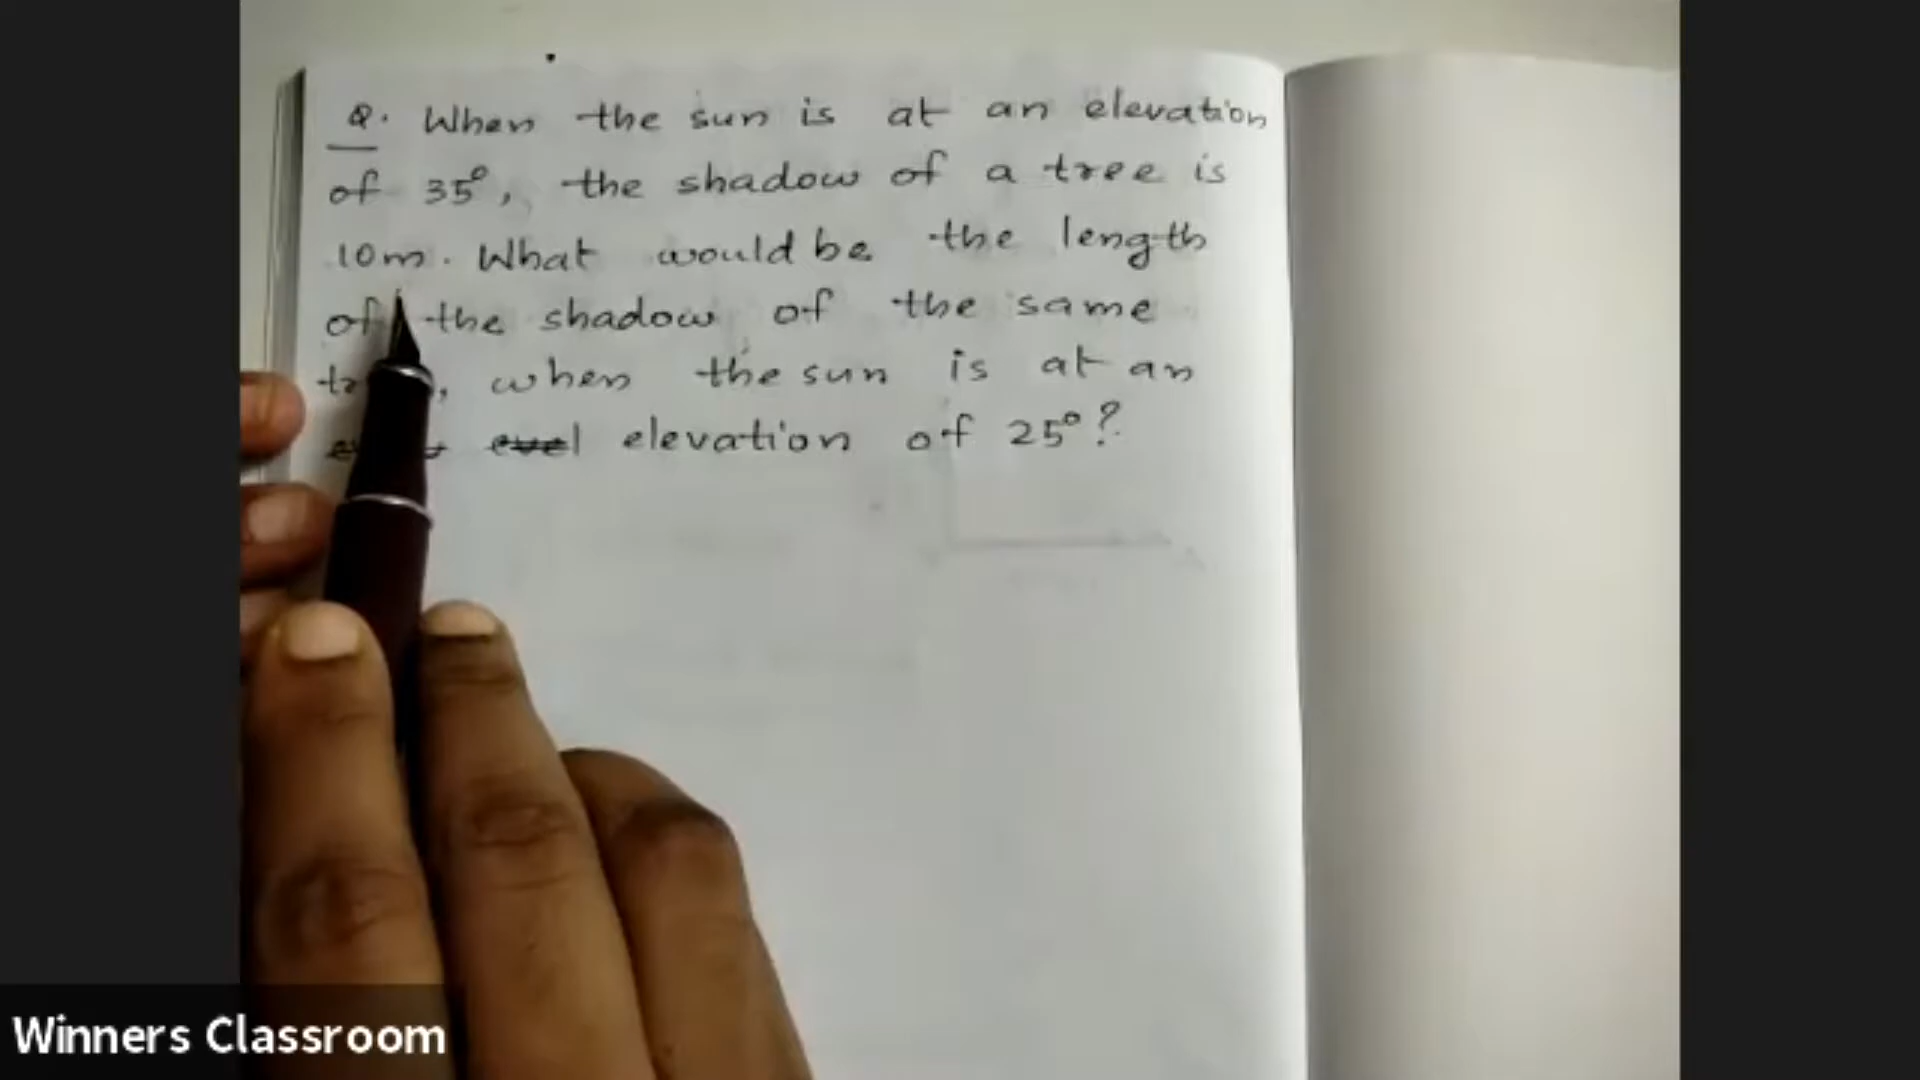 Q. When the sun is at an elevation
of 35°, the shadow of a tree is
10m. What would be the length
of the shadow of the same
when the sun is at an
elevation of 25°?
Winners Classroom